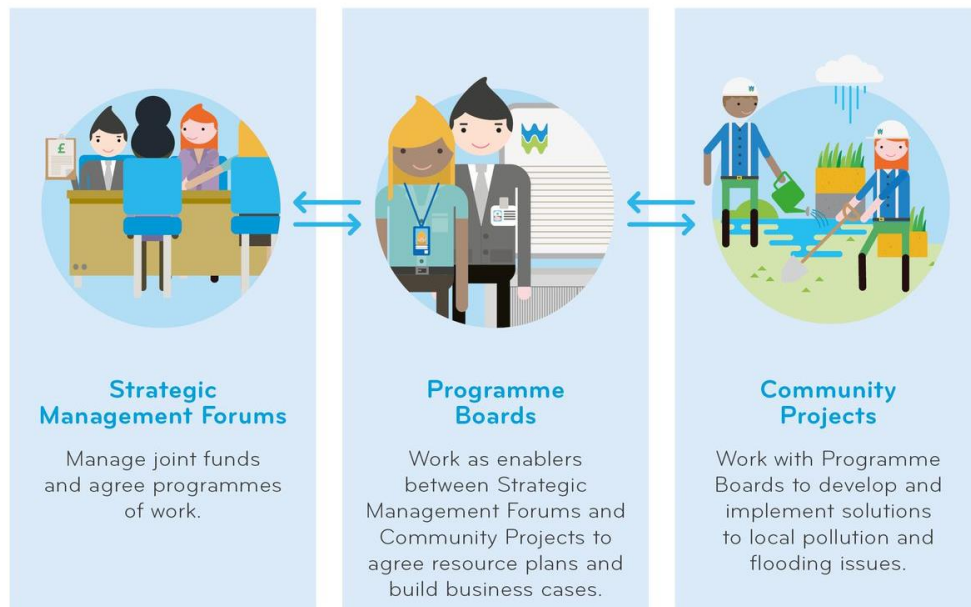 £
Strategic
Management Forums
Manage joint funds
and agree programmes
of work.
Programme
Boards
Work as enablers
between Strategic
Management Forums and
Community Projects to
agree resource plans and
build business cases.
Community
Projects
Work with Programme
Boards to develop and
implement solutions
to local pollution and
flooding issues.